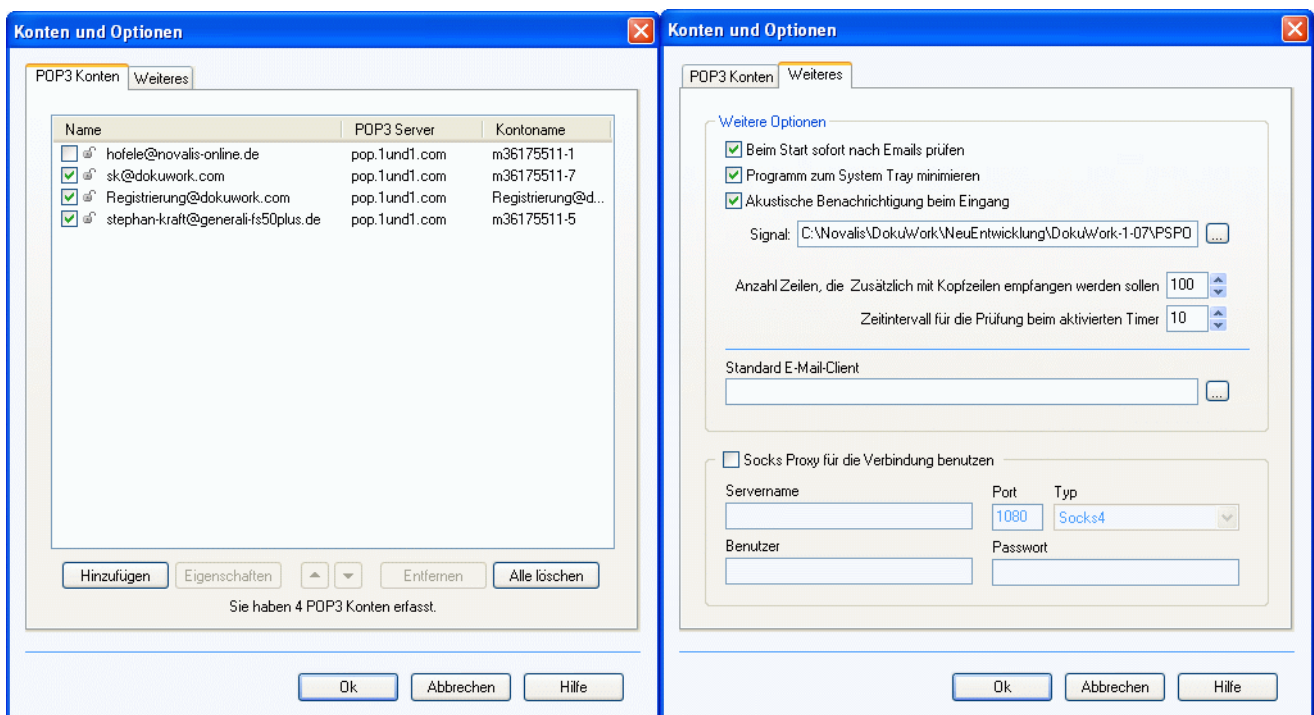 Konten und Optionen
POP3 Konten Weiteres
Name POP3 Server Kontoname
hofele@novalis-online.de pop.1und1.com m36175511-1
sk@dokuwork.com pop.1und1.com m36175511-7
Registrierung@dokuwork.com pop.1und1.com Registrierung@d...
stephan-kraft@generali-fs50plus.de pop.1und1.com m36175511-5
Hinzufügen Eigenschaften Entfernen Alle löschen
Sie haben 4 POP3 Konten erfasst.
Ok Abbrechen Hilfe
Konten und Optionen
POP3 Konten Weiteres
Weitere Optionen
Beim Start sofort nach Emails prüfen
Programm zum System Tray minimieren
Akustische Benachrichtigung beim Eingang
Signal: C:\Novalis\DokuWork\NeuEntwicklung\DokuWork-1-07\PSPO ...
Anzahl Zeilen, die Zusätzlich mit Kopfzeilen empfangen werden sollen 100
Zeitintervall für die Prüfung beim aktivierten Timer 10
Standard E-Mail-Client
...
Socks Proxy für die Verbindung benutzen
Servername Port Typ
1080 Socks4
Benutzer Passwort
Ok Abbrechen Hilfe